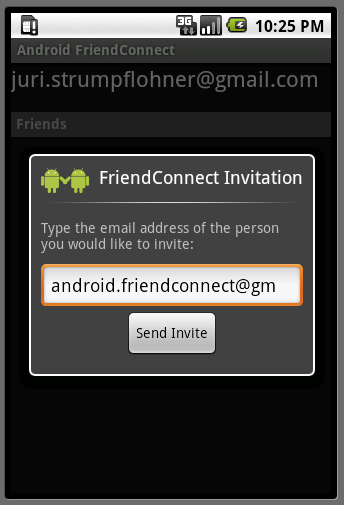 3G 10:25 PM
Android FriendConnect
juri.strumpflohner@gmail.com
Friends
FriendConnect Invitation
Type the email address of the person
you would like to invite:
android.friendconnect@gm
Send Invite